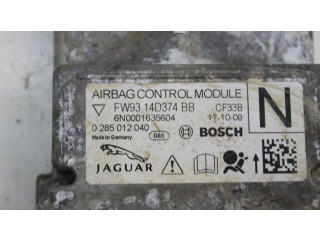 AIRBAG CONTROL MODULE
FW93 14D374 BB CF33B
6N0001635604 17-10-09
0 285 012 040
Made in Germany 085 BOSCH
JAGUAR
N